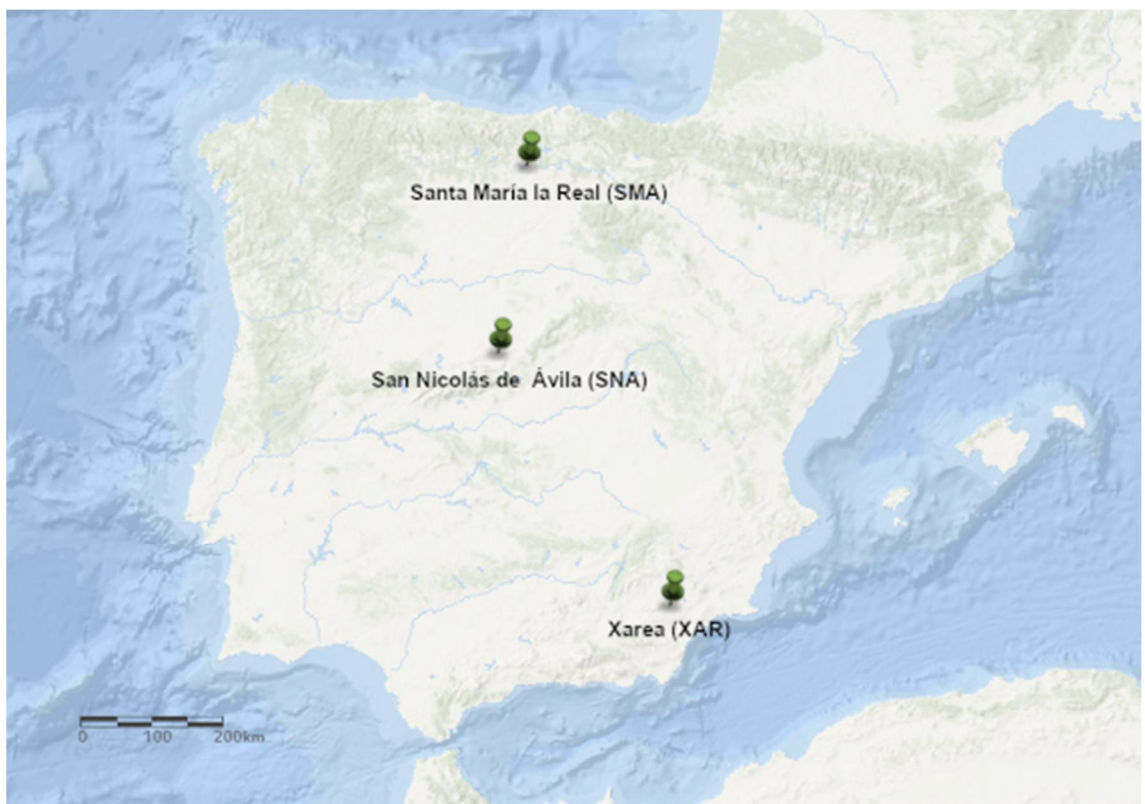 Santa María la Real (SMA)
San Nicolás de Ávila (SNA)
Xarea (XAR)
0 100 200km